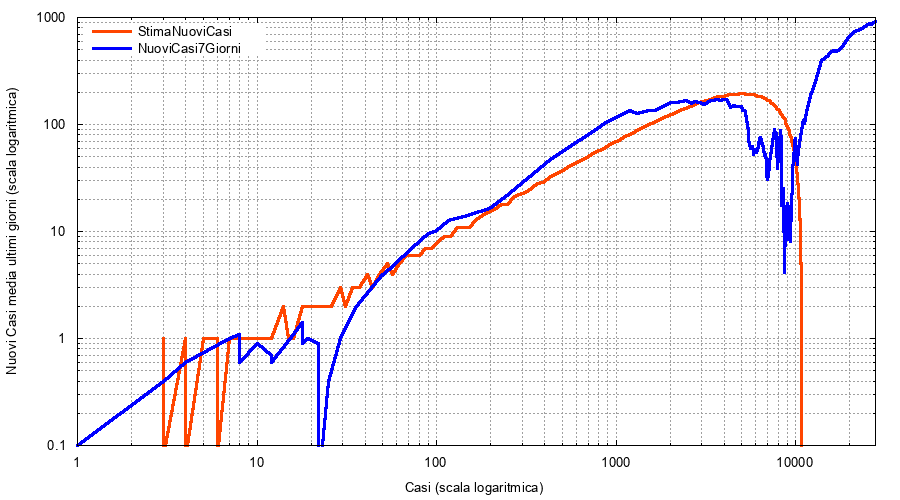 StimaNuoviCasi
NuoviCasi7Giorni
Nuovi Casi media ultimi giorni (scala logaritmica)
1000
100
10
1
0.1
1
10
100
1000
10000
Casi (scala logaritmica)